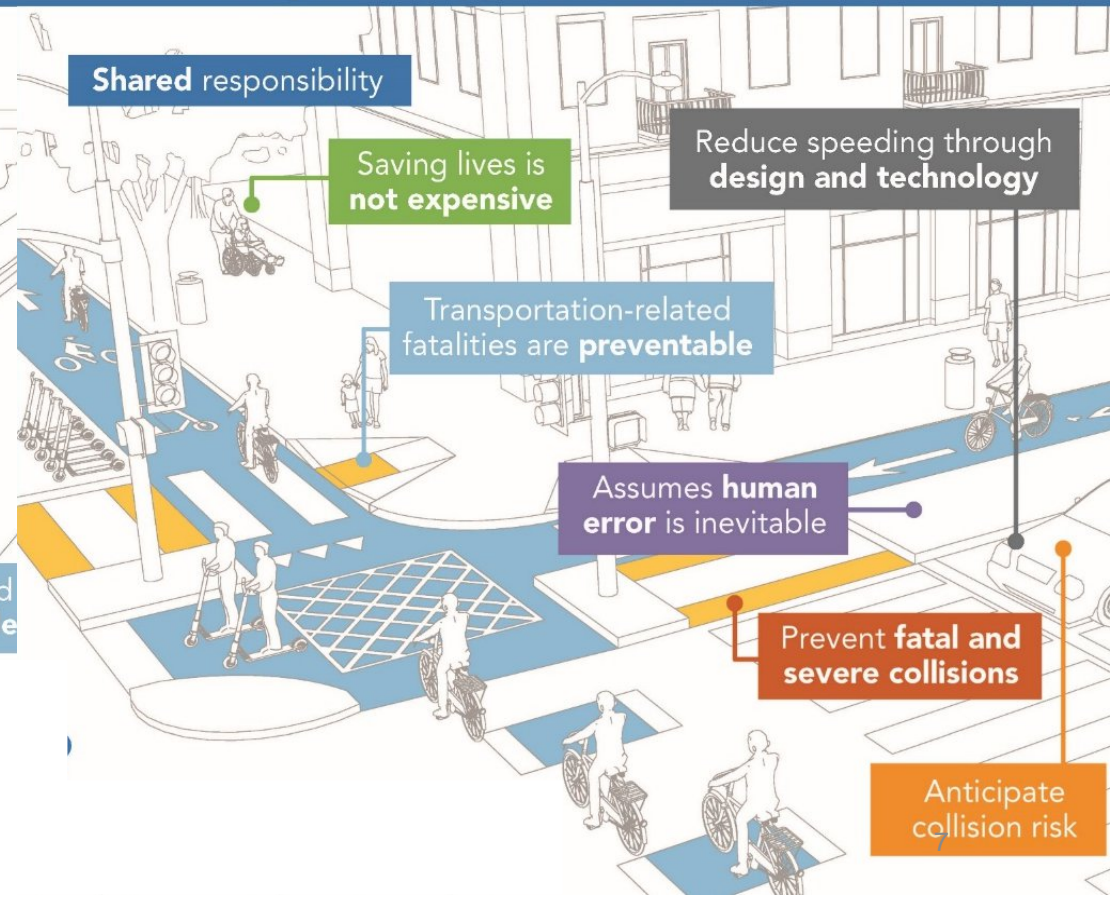 Shared responsibility
Saving lives is
not expensive
Reduce speeding through
design and technology
Transportation-related
fatalities are preventable
Assumes human
error is inevitable
Prevent fatal and
severe collisions
Anticipate
collision risk
7